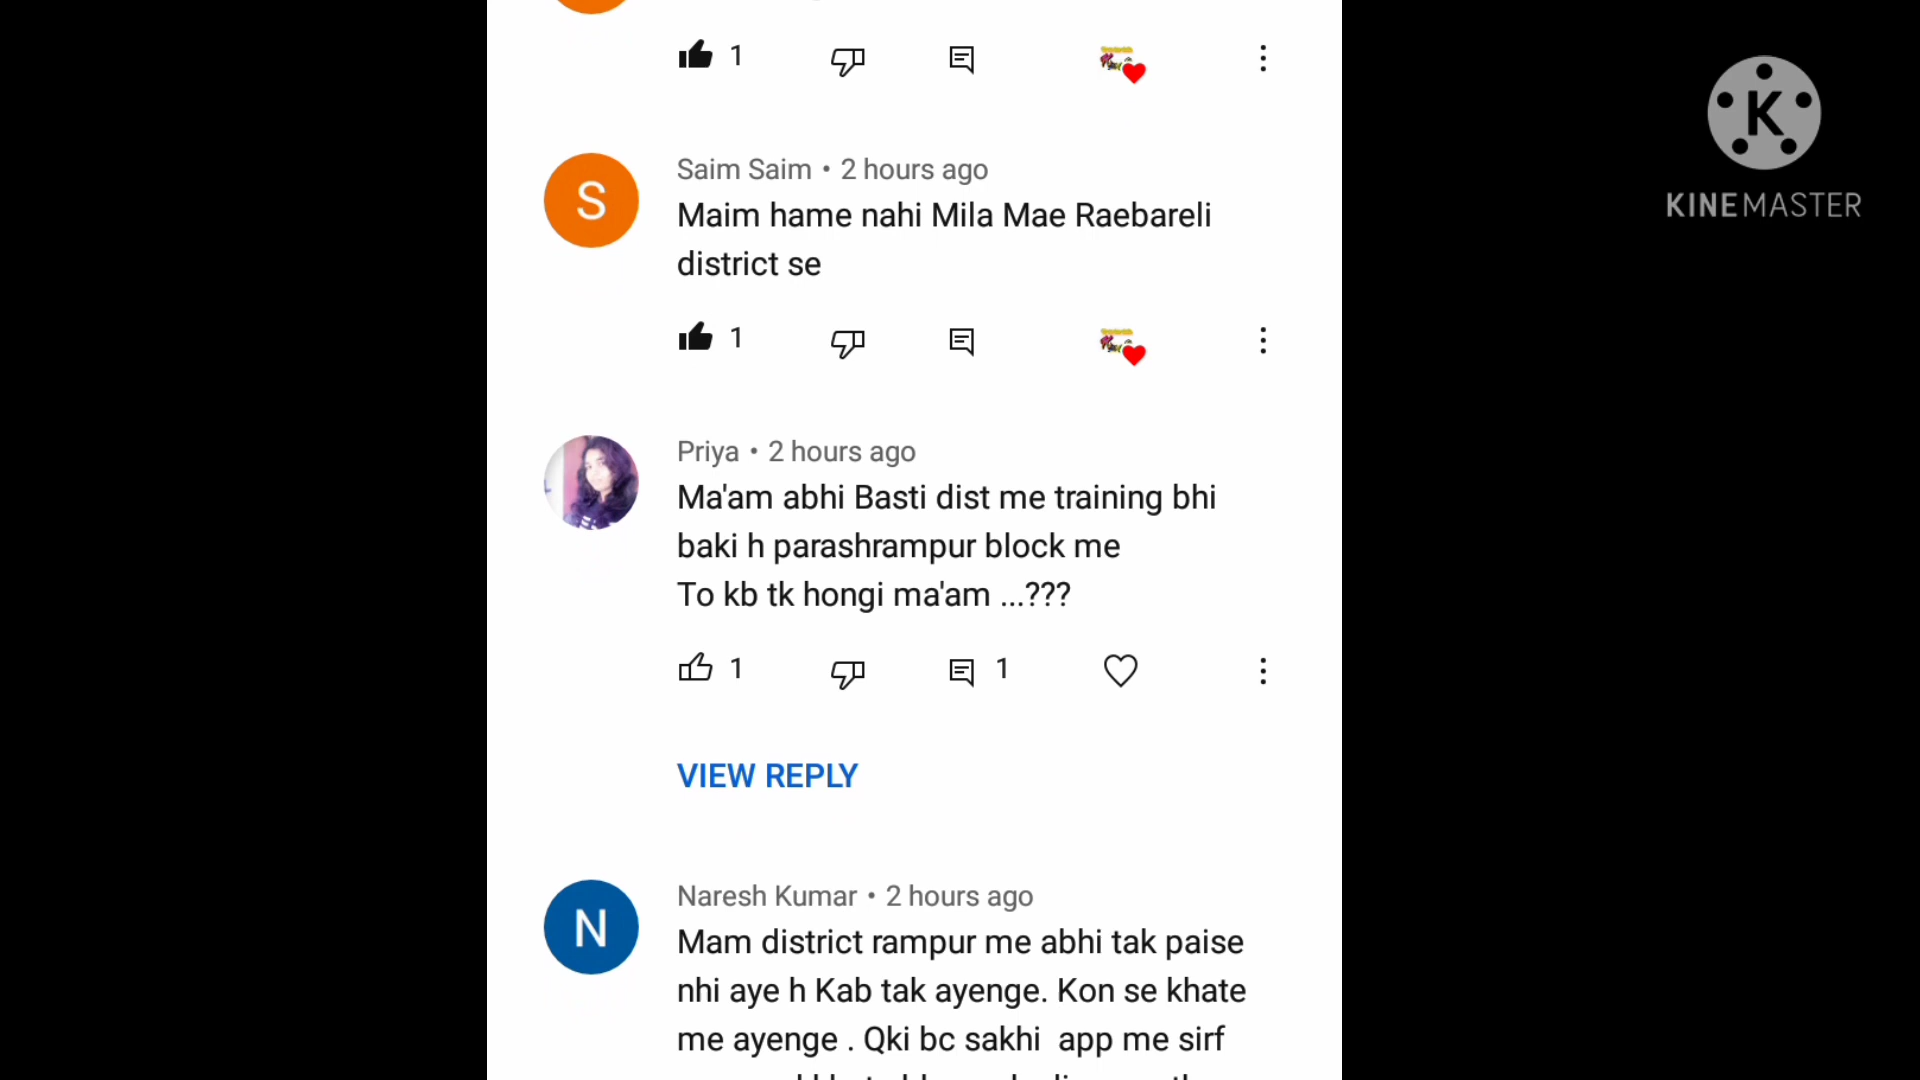 1
Saim Saim • 2 hours ago
Maim hame nahi Mila Mae Raebareli
district se
1
Priya • 2 hours ago
Ma'am abhi Basti dist me training bhi
baki h parashrampur block me
To kb tk hongi ma'am ...???
1 1
VIEW REPLY
Naresh Kumar • 2 hours ago
Mam district rampur me abhi tak paise
nhi aye h Kab tak ayenge. Kon se khate
me ayenge . Qki bc sakhi app me sirf
S
N
K
KINEMASTER